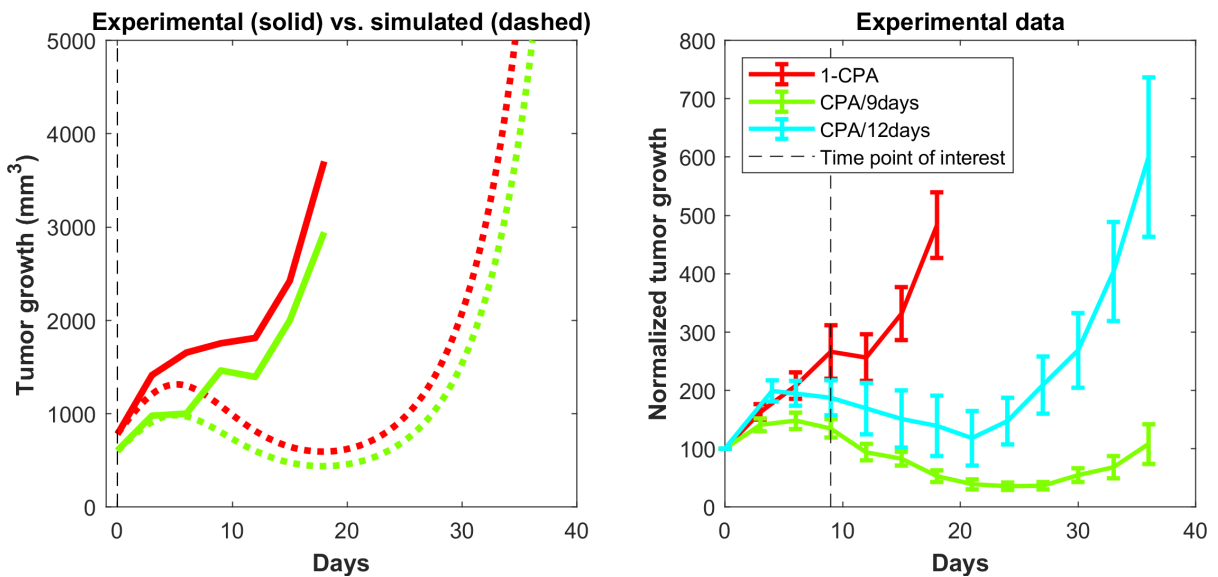 Experimental (solid) vs. simulated (dashed)
5000
4000
3000
2000
1000
0
Tumor growth (mm³)
0 10 20 30 40
Days
Experimental data
800
700
600
500
400
300
200
100
0
Normalized tumor growth
1-CPA
CPA/9days
CPA/12days
Time point of interest
0 10 20 30 40
Days